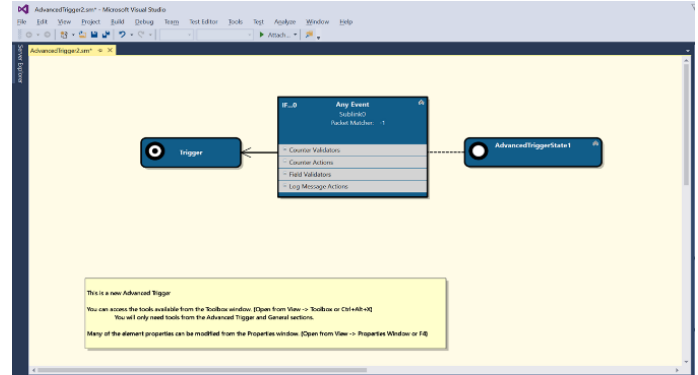 AdvancedTrigger2.sm* - Microsoft Visual Studio
File Edit View Project Build Debug Team Test Editor Tools Test Analyze Window Help
Attach...
Server Explorer
AdvancedTrigger2.sm*
IF...0 Any Event
Sublink0
Packet Matcher: -1
Trigger
AdvancedTriggerState1
Counter Validators
Counter Actions
Field Validators
Log Message Actions
This is a new Advanced Trigger
You can access the tools available from the Toolbox window. [Open from View -> Toolbox or Ctrl+Alt+X]
You will only need tools from the Advanced Trigger and General sections.
Many of the element properties can be modified from the Properties window. [Open from View -> Properties Window or F4]